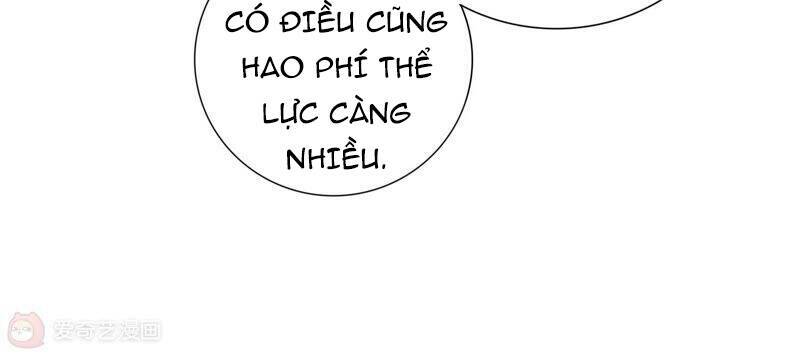 CÓ ĐIỀU CŨNG
HAO PHÍ THỂ
LỰC CÀNG
NHIỀU.
爱奇艺漫画